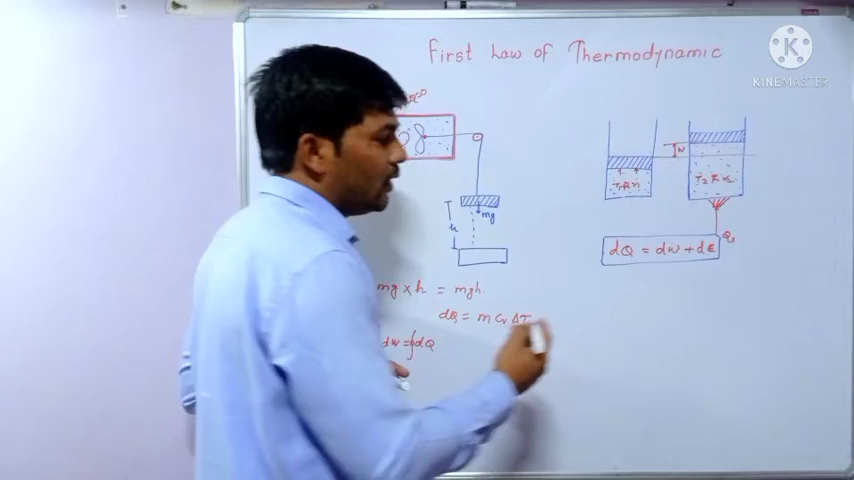 First Law of Thermodynamic
KINEMASTER
w
mg
h
dQ = dw + dE
mg x h = mgh.
dQ = m Cv ΔT
dw = ∮dQ